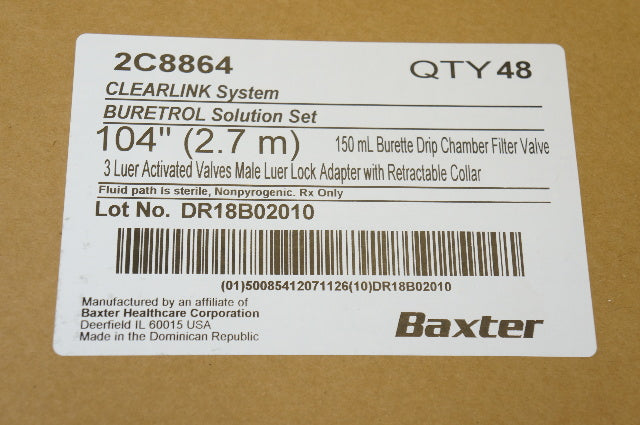 2C8864 QTY 48
CLEARLINK System
BURETROL Solution Set
104" (2.7 m) 150 mL Burette Drip Chamber Filter Valve
3 Luer Activated Valves Male Luer Lock Adapter with Retractable Collar
Fluid path is sterile, Nonpyrogenic. Rx Only
Lot No. DR18B02010
(01)50085412071126(10)DR18B02010
Manufactured by an affiliate of
Baxter Healthcare Corporation
Deerfield IL 60015 USA
Made in the Dominican Republic
Baxter